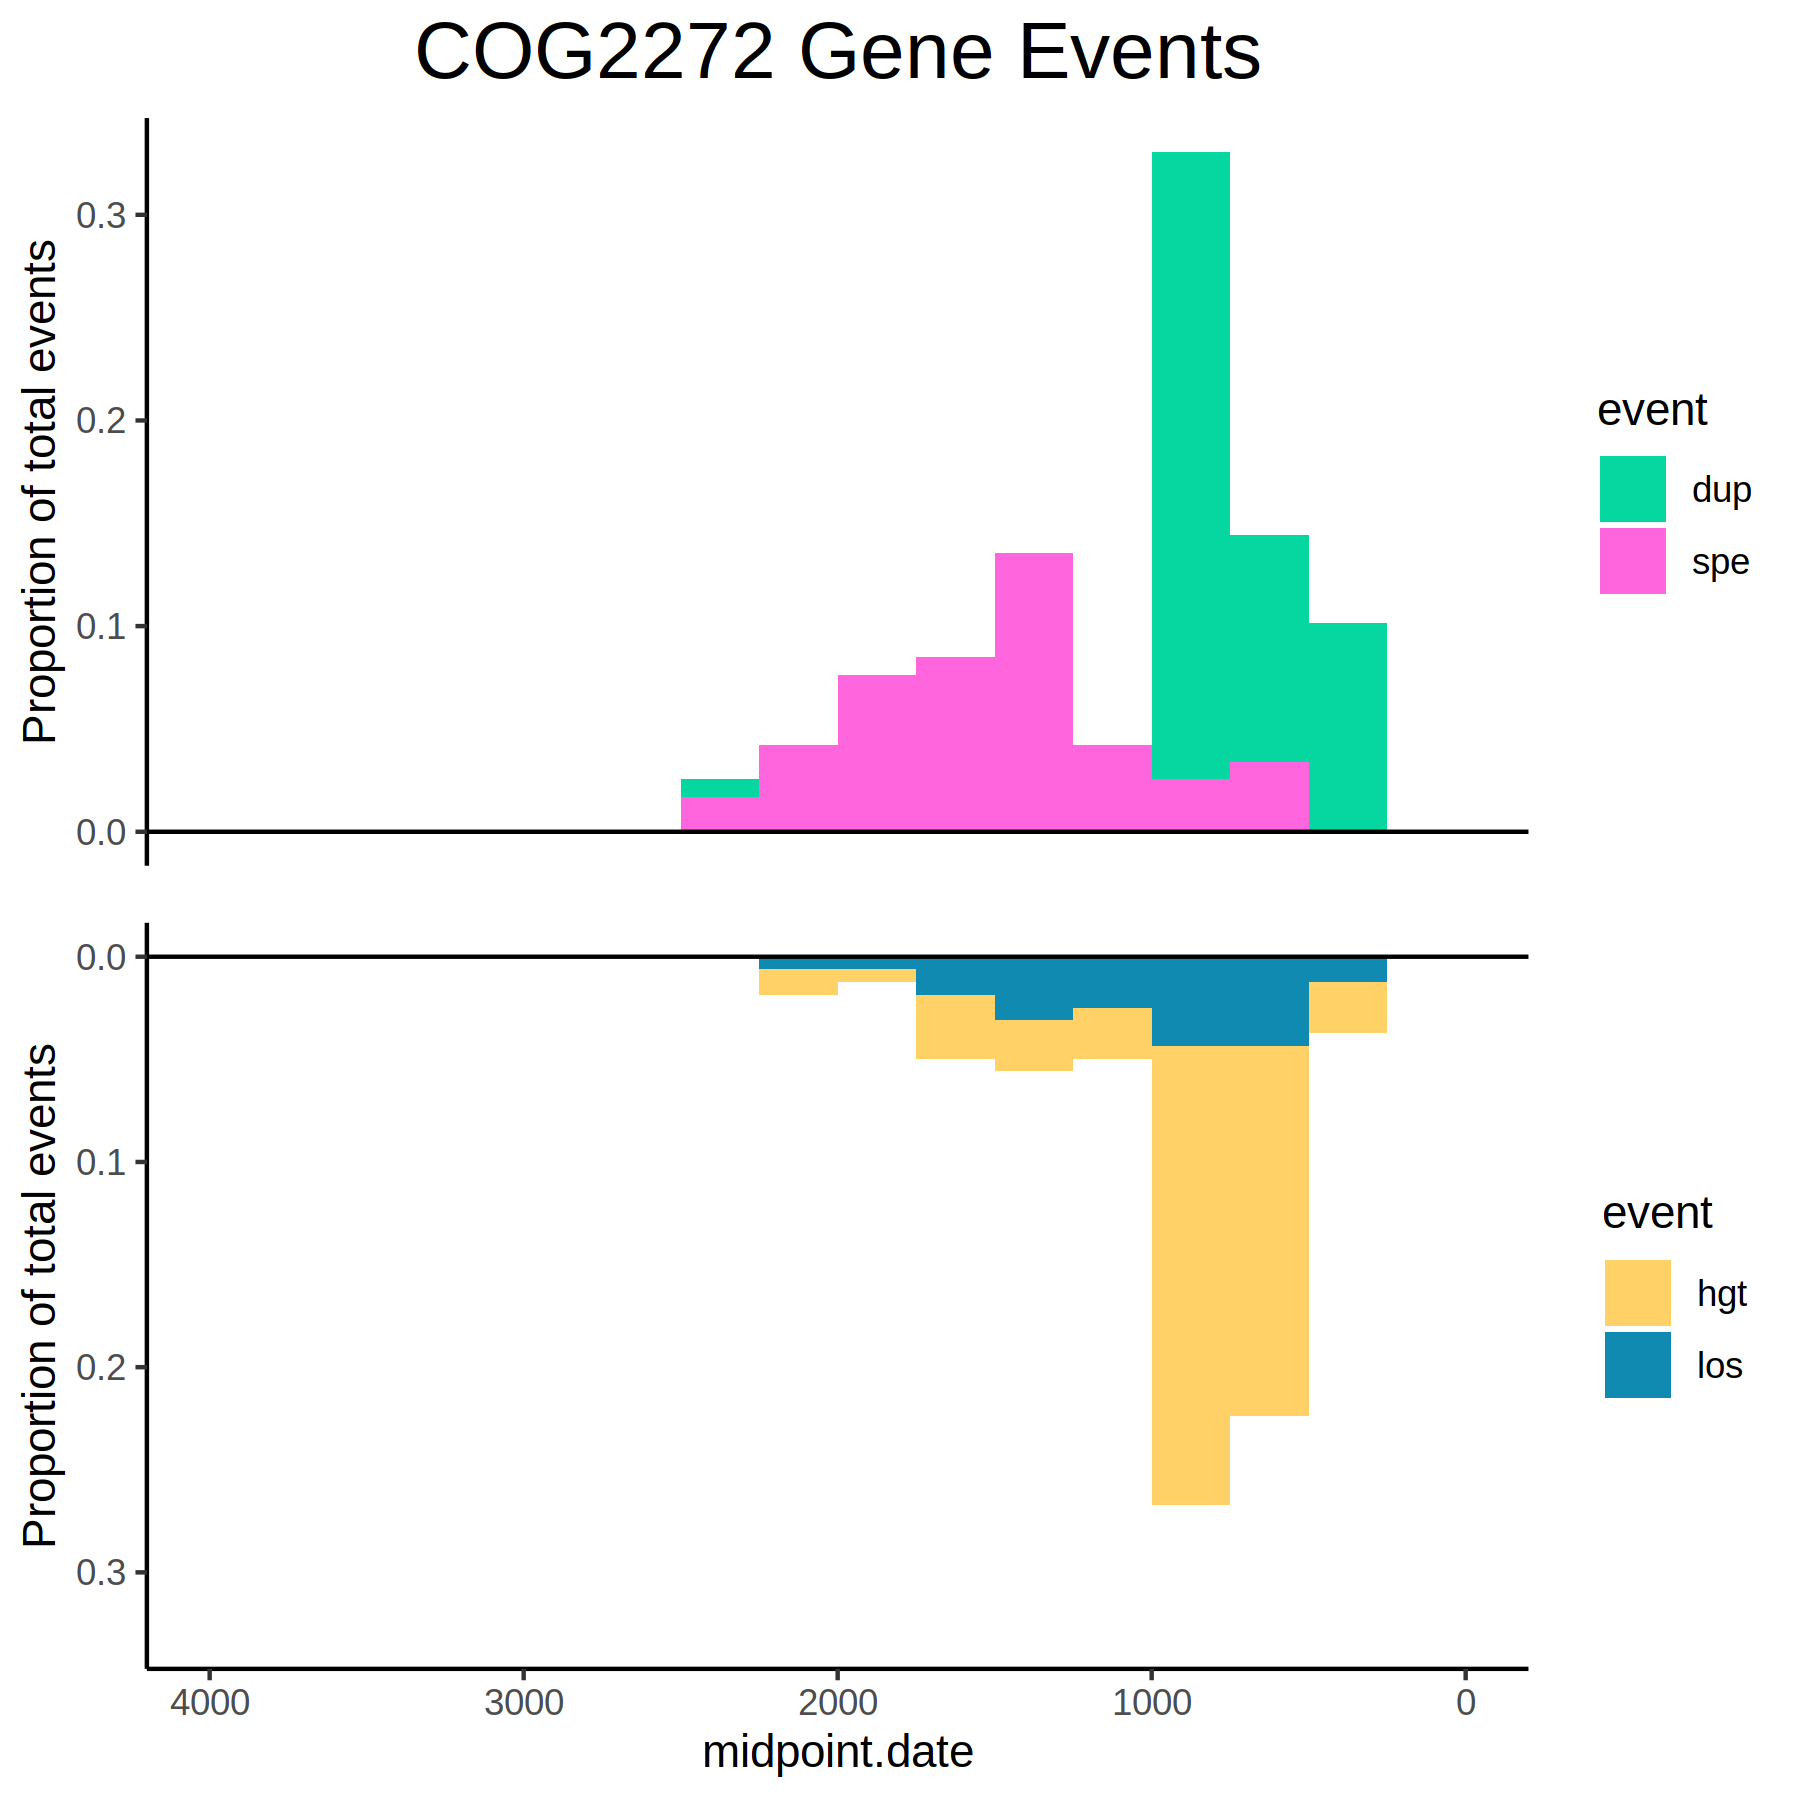 COG2272 Gene Events
Proportion of total events
0.3
0.2
0.1
0.0
event
dup
spe
Proportion of total events
0.0
0.1
0.2
0.3
event
hgt
los
4000 3000 2000 1000 0
midpoint.date